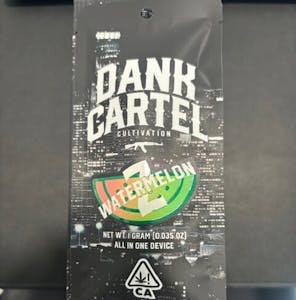 DANK
CARTEL
CULTIVATION
WATERMELON
Z
NET WT 1 GRAM (0.035 OZ)
ALL IN ONE DEVICE
CA